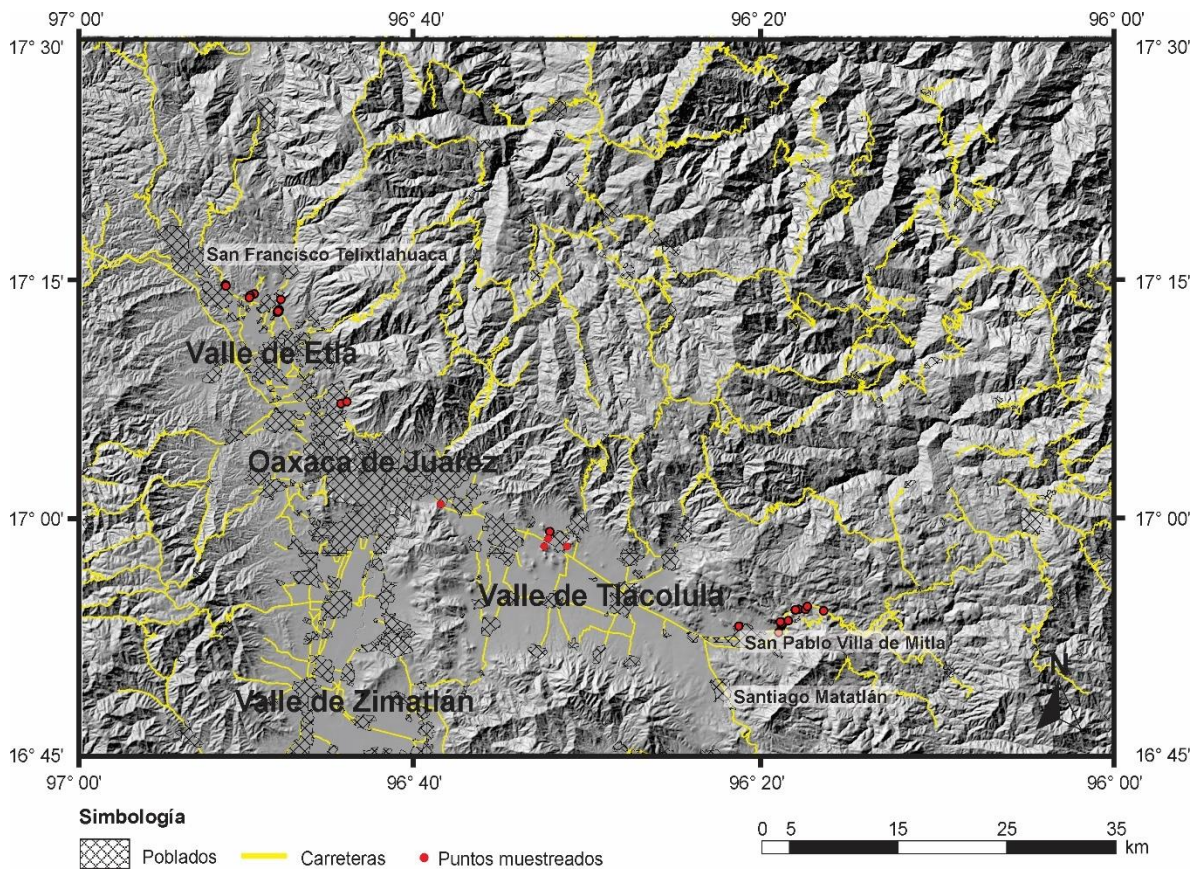 97° 00' 96° 40' 96° 20' 96° 00'
17° 30' 17° 30'
San Francisco Telixtlahuaca
17° 15' 17° 15'
Valle de Etla
Oaxaca de Juárez
17° 00' 17° 00'
Valle de Tlacolula
San Pablo Villa de Mitla
N
Santiago Matatlán
Valle de Zimatlán
16° 45' 16° 45'
97° 00' 96° 40' 96° 20' 96° 00'
Simbología
0 5 15 25 35
km
Poblados Carreteras Puntos muestreados